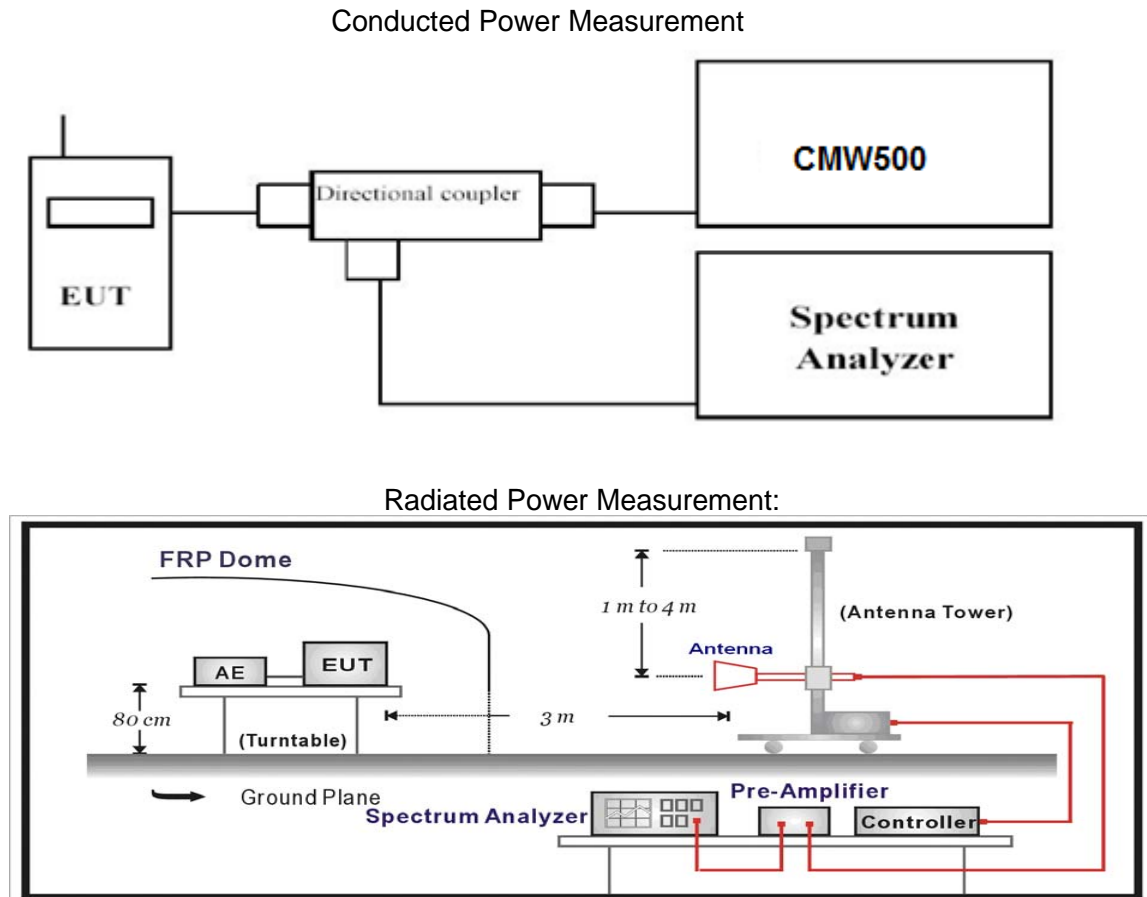 Conducted Power Measurement
CMW500
Directional coupler
EUT
Spectrum
Analyzer
Radiated Power Measurement:
FRP Dome
1 m to 4 m
(Antenna Tower)
Antenna
AE
EUT
80 cm
3 m
(Turntable)
Ground Plane
Pre-Amplifier
Spectrum Analyzer
Controller